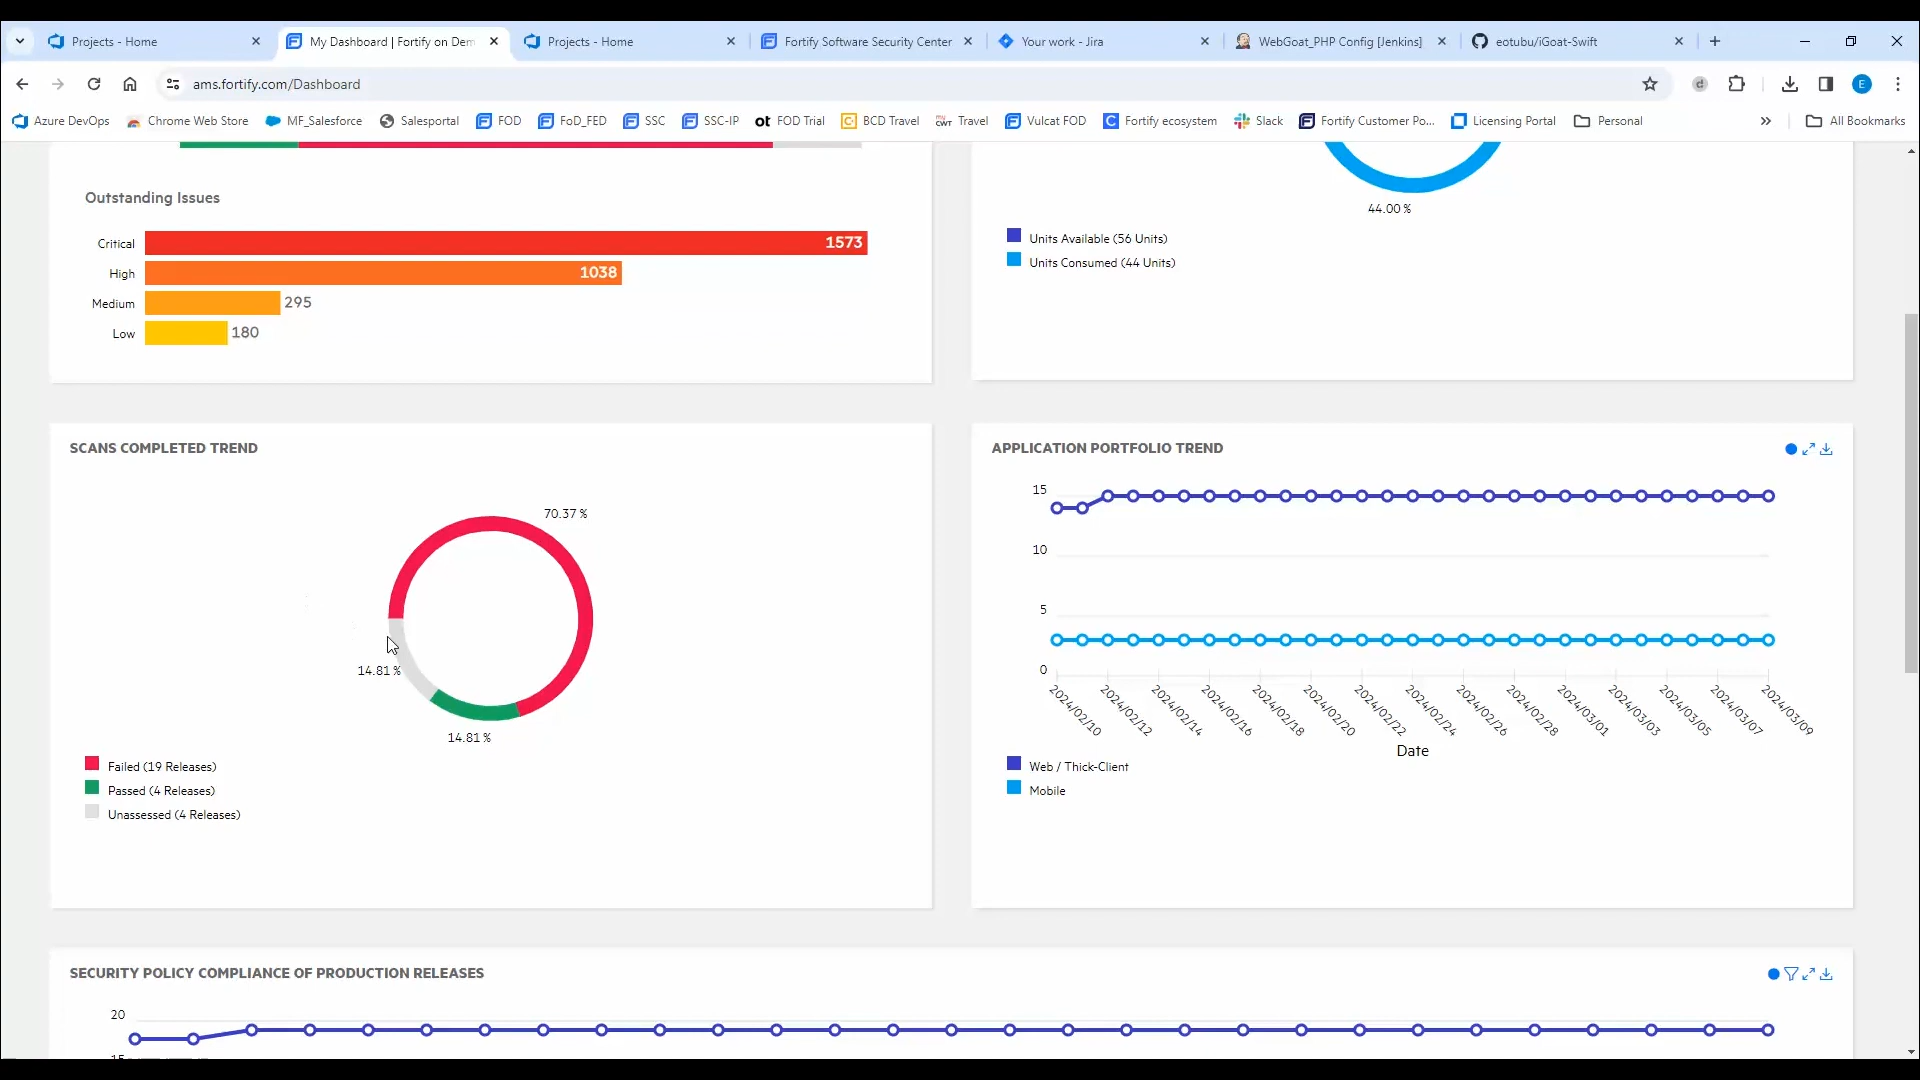 Projects - Home
My Dashboard | Fortify on Dem
Projects - Home
Fortify Software Security Center
Your work - Jira
WebGoat_PHP Config [Jenkins]
eotubu/iGoat-Swift
ams.fortify.com/Dashboard
E
Azure DevOps
Chrome Web Store
MF_Salesforce
Salesportal
FOD
FoD_FED
SSC
SSC-IP
ot FOD Trial
BCD Travel
my CWT Travel
Vulcat FOD
C Fortify ecosystem
Slack
Fortify Customer Po...
Licensing Portal
Personal
All Bookmarks
Outstanding Issues
Critical 1573
High 1038
Medium 295
Low 180
44.00 %
Units Available (56 Units)
Units Consumed (44 Units)
SCANS COMPLETED TREND
70.37 %
14.81 %
14.81 %
Failed (19 Releases)
Passed (4 Releases)
Unassessed (4 Releases)
APPLICATION PORTFOLIO TREND
15
10
5
0
2024/02/10
2024/02/12
2024/02/14
2024/02/16
2024/02/18
2024/02/20
2024/02/22
2024/02/24
2024/02/26
2024/02/28
2024/03/01
2024/03/03
2024/03/05
2024/03/07
2024/03/09
Date
Web / Thick-Client
Mobile
SECURITY POLICY COMPLIANCE OF PRODUCTION RELEASES
20
15